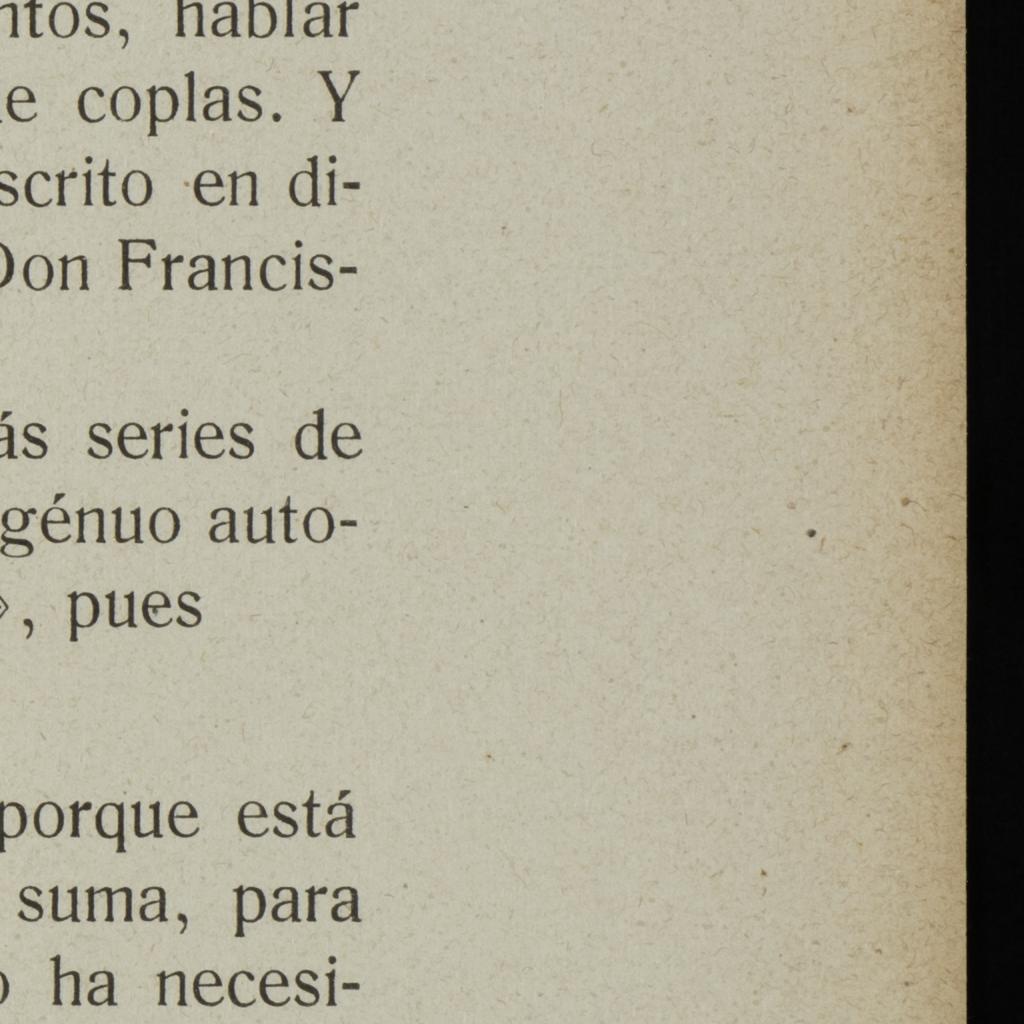 ntos, hablar
de coplas. Y
scrito en di-
Don Francis-
ás series de
génuo auto-
», pues
porque está
suma, para
o ha necesi-